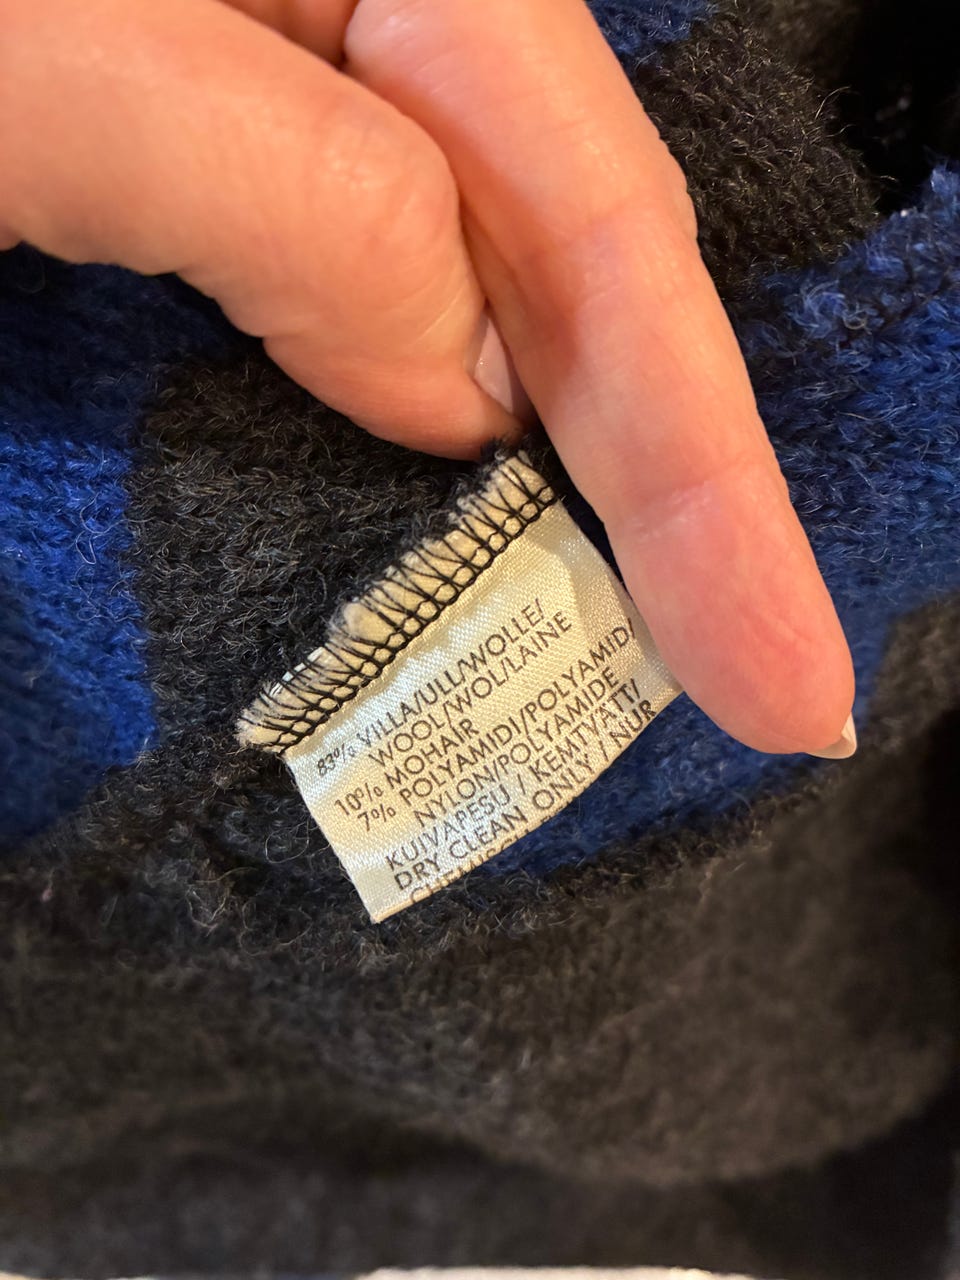 83% VILLA/ULL/WOLLE/
WOOL/WOL/LAINE
10% MOHAIR
7% POLYAMIDI/POLYAMID/
NYLON/POLYAMIDE
KUIVAPESU / KEMTVÄTT/
DRY CLEAN ONLY / NUR